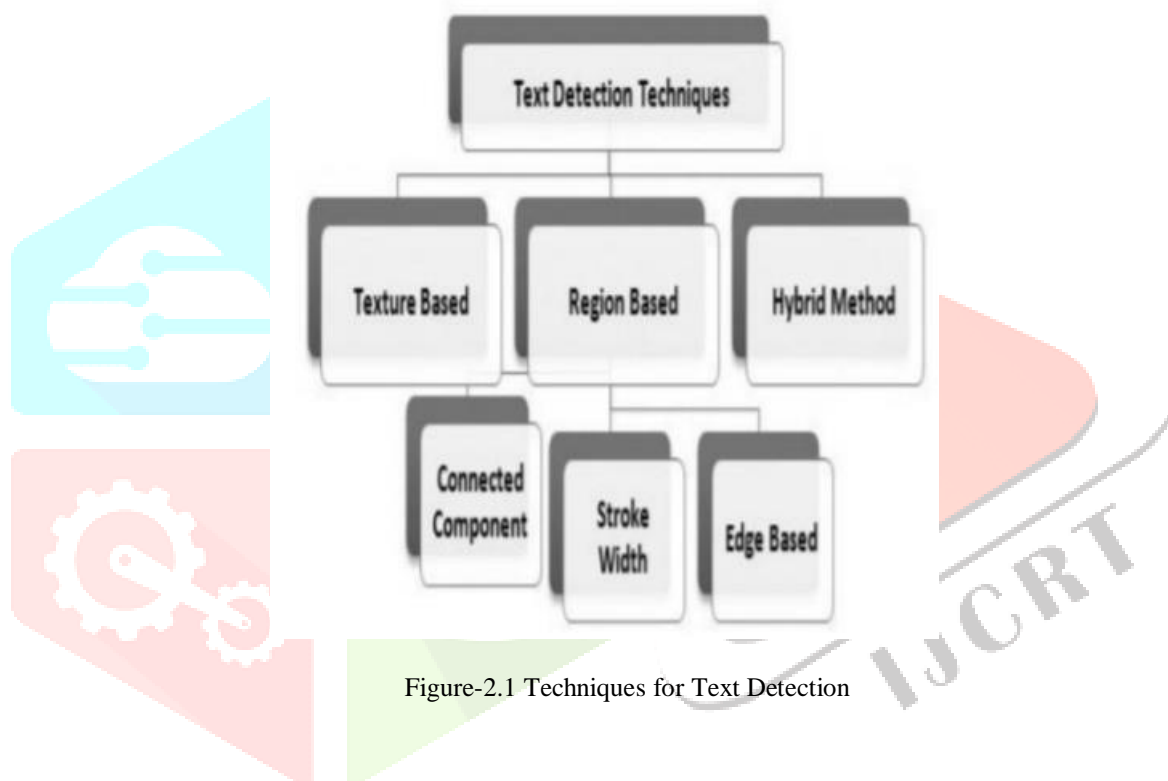 Text Detection Techniques
Texture Based
Region Based
Hybrid Method
Connected
Component
Stroke
Width
Edge Based
IJCRT
Figure-2.1 Techniques for Text Detection